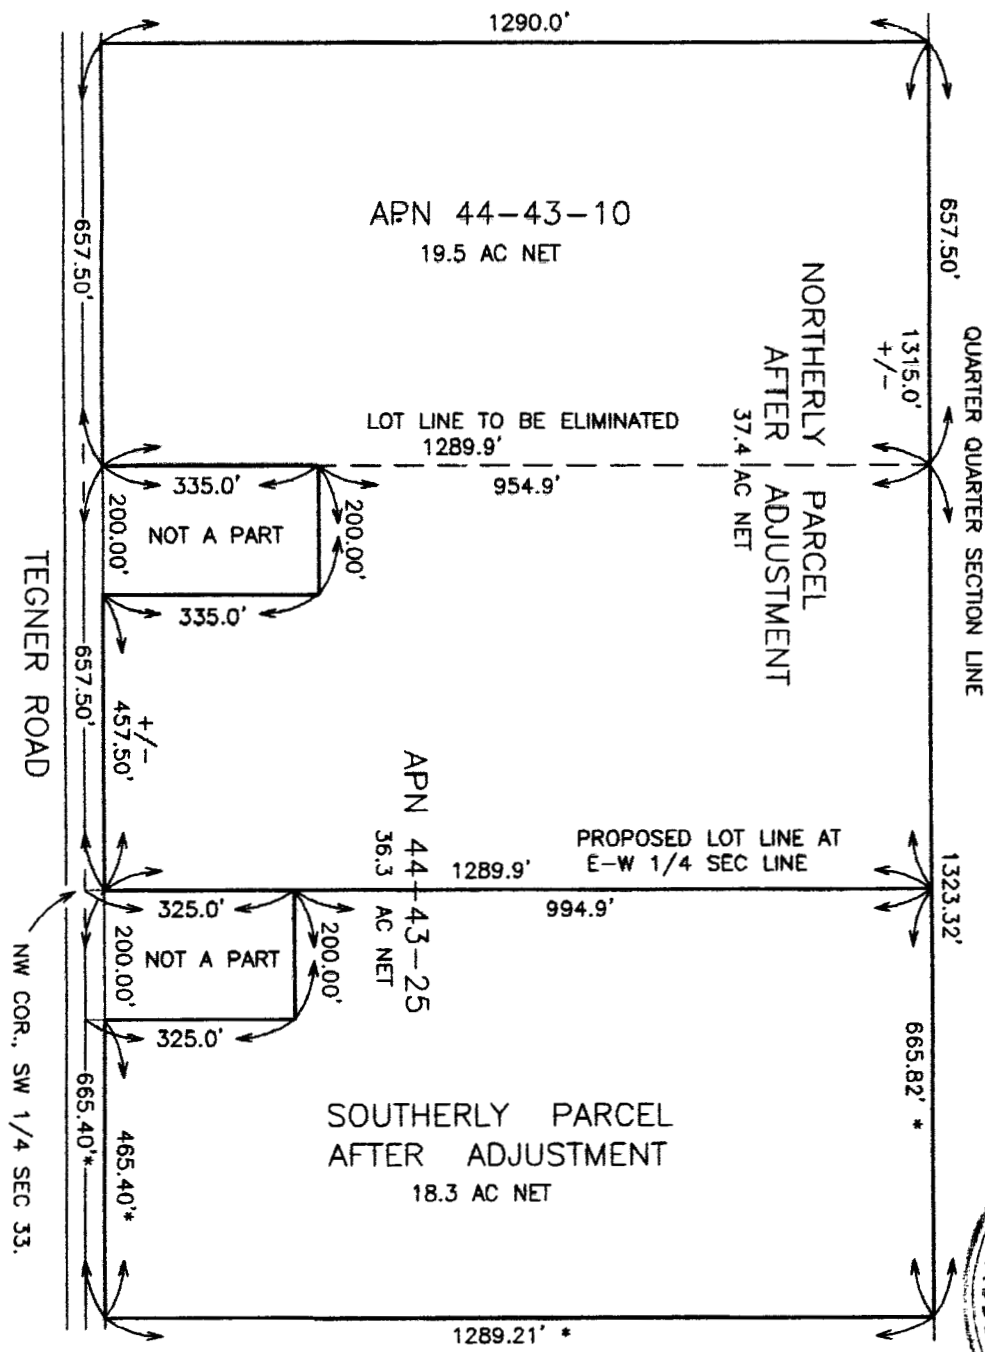 1290.0'
APN 44-43-10
19.5 AC NET
657.50'
657.50'
QUARTER QUARTER SECTION LINE
1315.0'
+/-
NORTHERLY PARCEL
AFTER ADJUSTMENT
37.4 AC NET
LOT LINE TO BE ELIMINATED
1289.9'
335.0'
954.9'
200.00'
NOT A PART
200.00'
335.0'
TEGNER ROAD
657.50'
+/-
457.50'
APN 44-43-25
36.3 AC NET
PROPOSED LOT LINE AT
E-W 1/4 SEC LINE
1289.9'
1323.32'
325.0'
994.9'
200.00'
NOT A PART
200.00'
325.0'
NW COR., SW 1/4 SEC 33.
665.40'*
465.40'*
665.82' *
SOUTHERLY PARCEL
AFTER ADJUSTMENT
18.3 AC NET
1289.21' *